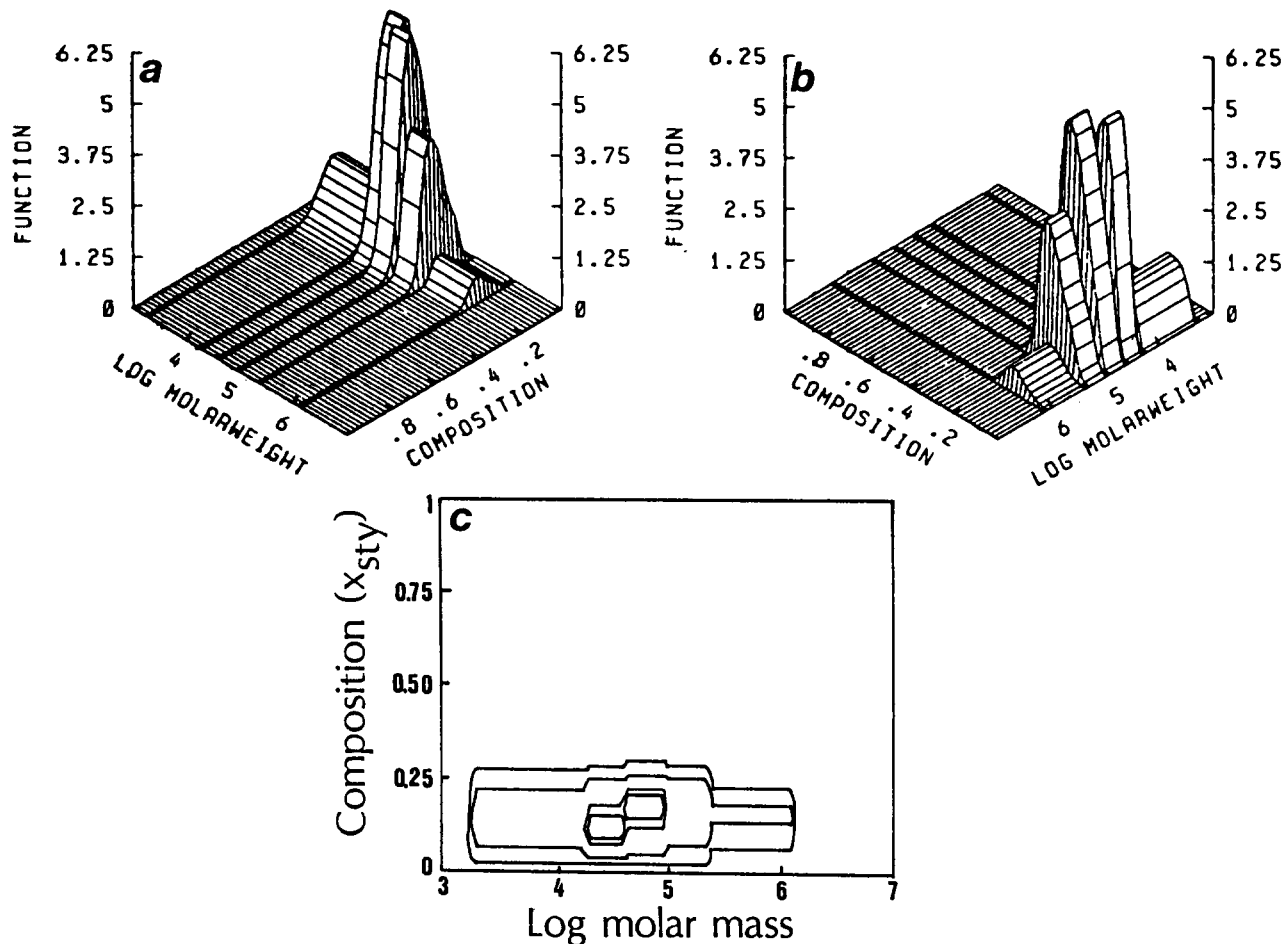 a
6.25
5
3.75
2.5
1.25
0
FUNCTION
6.25
5
3.75
2.5
1.25
0
4
5
6
LOG MOLARWEIGHT
.8 .6 .4 .2
COMPOSITION
b
6.25
5
3.75
2.5
1.25
0
FUNCTION
6.25
5
3.75
2.5
1.25
0
.8 .6 .4 .2
COMPOSITION
6
5
4
LOG MOLARWEIGHT
c
1
0.75
0.50
0.25
0
Composition (x_sty)
3 4 5 6 7
Log molar mass